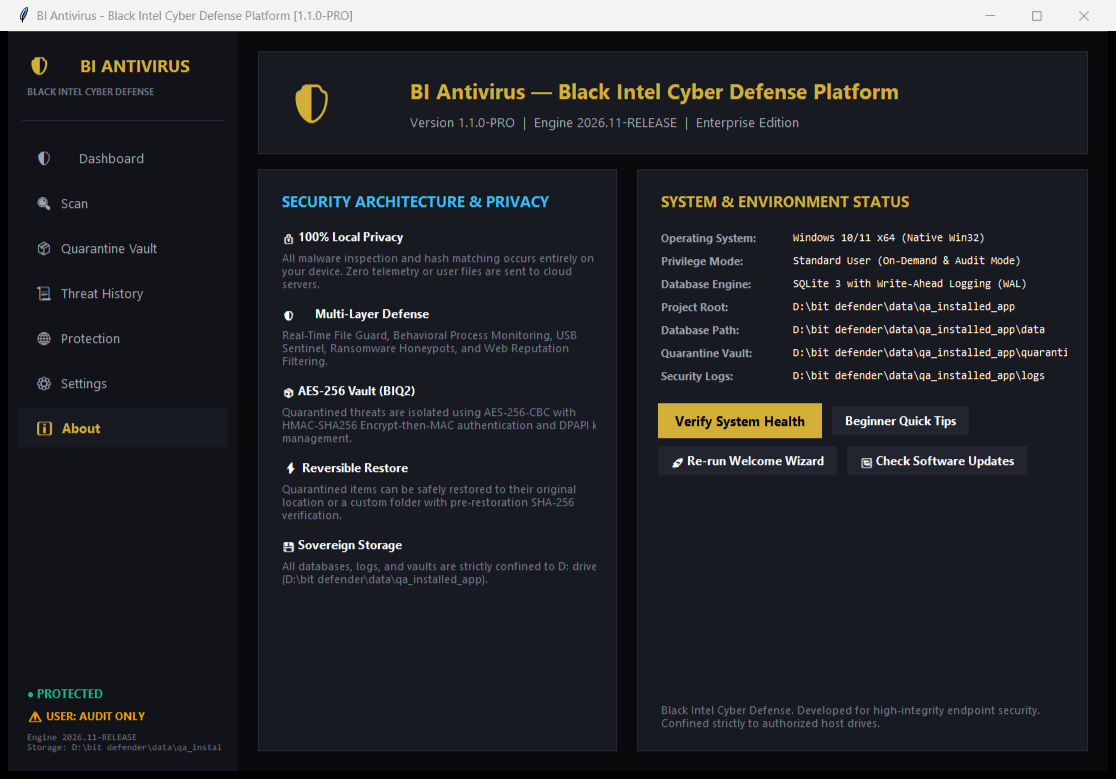 BI Antivirus - Black Intel Cyber Defense Platform [1.1.0-PRO]
BI ANTIVIRUS
BLACK INTEL CYBER DEFENSE
Dashboard
Scan
Quarantine Vault
Threat History
Protection
Settings
About
● PROTECTED
⚠ USER: AUDIT ONLY
Engine 2026.11-RELEASE
Storage: D:\bit defender\data\qa_instal
BI Antivirus — Black Intel Cyber Defense Platform
Version 1.1.0-PRO | Engine 2026.11-RELEASE | Enterprise Edition
SECURITY ARCHITECTURE & PRIVACY
100% Local Privacy
All malware inspection and hash matching occurs entirely on
your device. Zero telemetry or user files are sent to cloud
servers.
Multi-Layer Defense
Real-Time File Guard, Behavioral Process Monitoring, USB
Sentinel, Ransomware Honeypots, and Web Reputation
Filtering.
AES-256 Vault (BIQ2)
Quarantined threats are isolated using AES-256-CBC with
HMAC-SHA256 Encrypt-then-MAC authentication and DPAPI k
management.
Reversible Restore
Quarantined items can be safely restored to their original
location or a custom folder with pre-restoration SHA-256
verification.
Sovereign Storage
All databases, logs, and vaults are strictly confined to D: drive
(D:\bit defender\data\qa_installed_app).
SYSTEM & ENVIRONMENT STATUS
Operating System: Windows 10/11 x64 (Native Win32)
Privilege Mode: Standard User (On-Demand & Audit Mode)
Database Engine: SQLite 3 with Write-Ahead Logging (WAL)
Project Root: D:\bit defender\data\qa_installed_app
Database Path: D:\bit defender\data\qa_installed_app\data
Quarantine Vault: D:\bit defender\data\qa_installed_app\quaranti
Security Logs: D:\bit defender\data\qa_installed_app\logs
Verify System Health
Beginner Quick Tips
Re-run Welcome Wizard
Check Software Updates
Black Intel Cyber Defense. Developed for high-integrity endpoint security.
Confined strictly to authorized host drives.